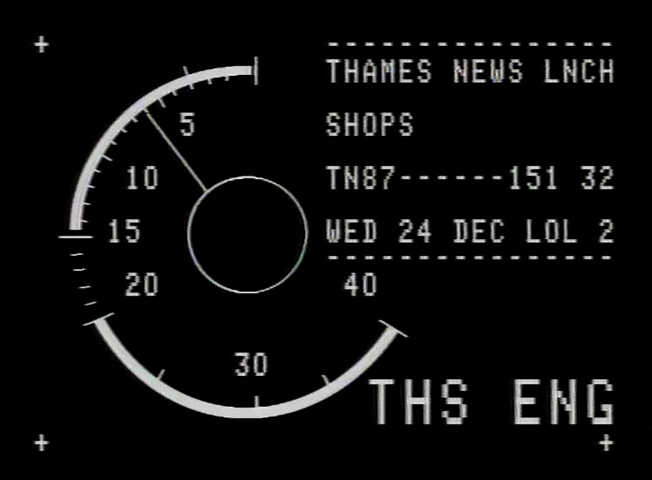 THAMES NEWS LNCH
SHOPS
TN87------151 32
WED 24 DEC LOL 2
5
10
15
20
30
40
THS ENG